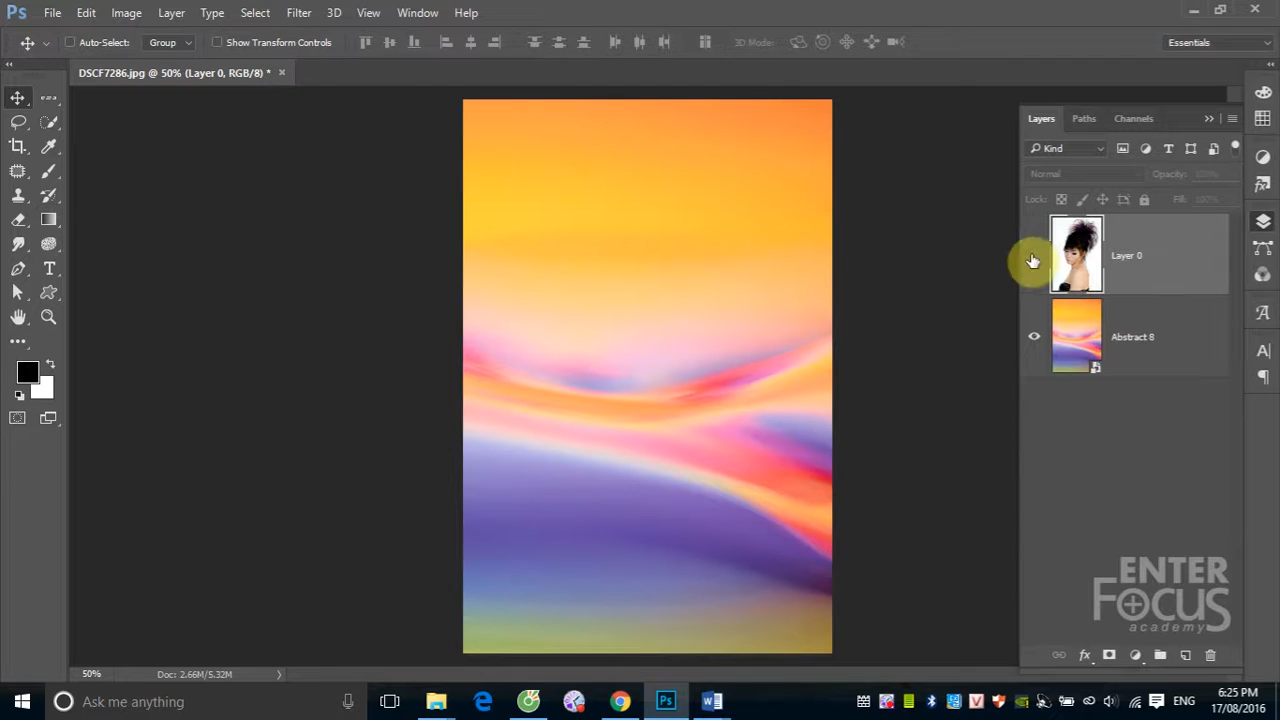 Ps File Edit Image Layer Type Select Filter 3D View Window Help
Auto-Select: Group Show Transform Controls 3D Mode: Essentials
DSCF7286.jpg @ 50% (Layer 0, RGB/8) *
Layers Paths Channels
Kind
Normal Opacity: 100%
Lock: Fill: 100%
Layer 0
Abstract 8
ENTER
FOCUS
academy
50% Doc: 2.66M/5.32M
Ask me anything
ENG
6:25 PM
17/08/2016